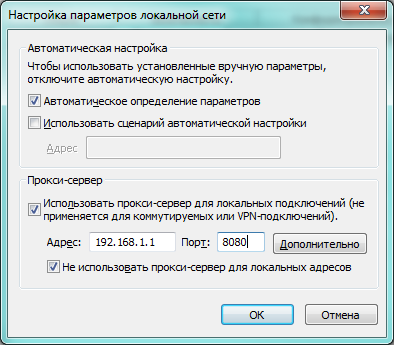 Настройка параметров локальной сети
Автоматическая настройка
Чтобы использовать установленные вручную параметры,
отключите автоматическую настройку.
Автоматическое определение параметров
Использовать сценарий автоматической настройки
Адрес
Прокси-сервер
Использовать прокси-сервер для локальных подключений (не
применяется для коммутируемых или VPN-подключений).
Адрес: 192.168.1.1 Порт: 8080 Дополнительно
Не использовать прокси-сервер для локальных адресов
ОК Отмена